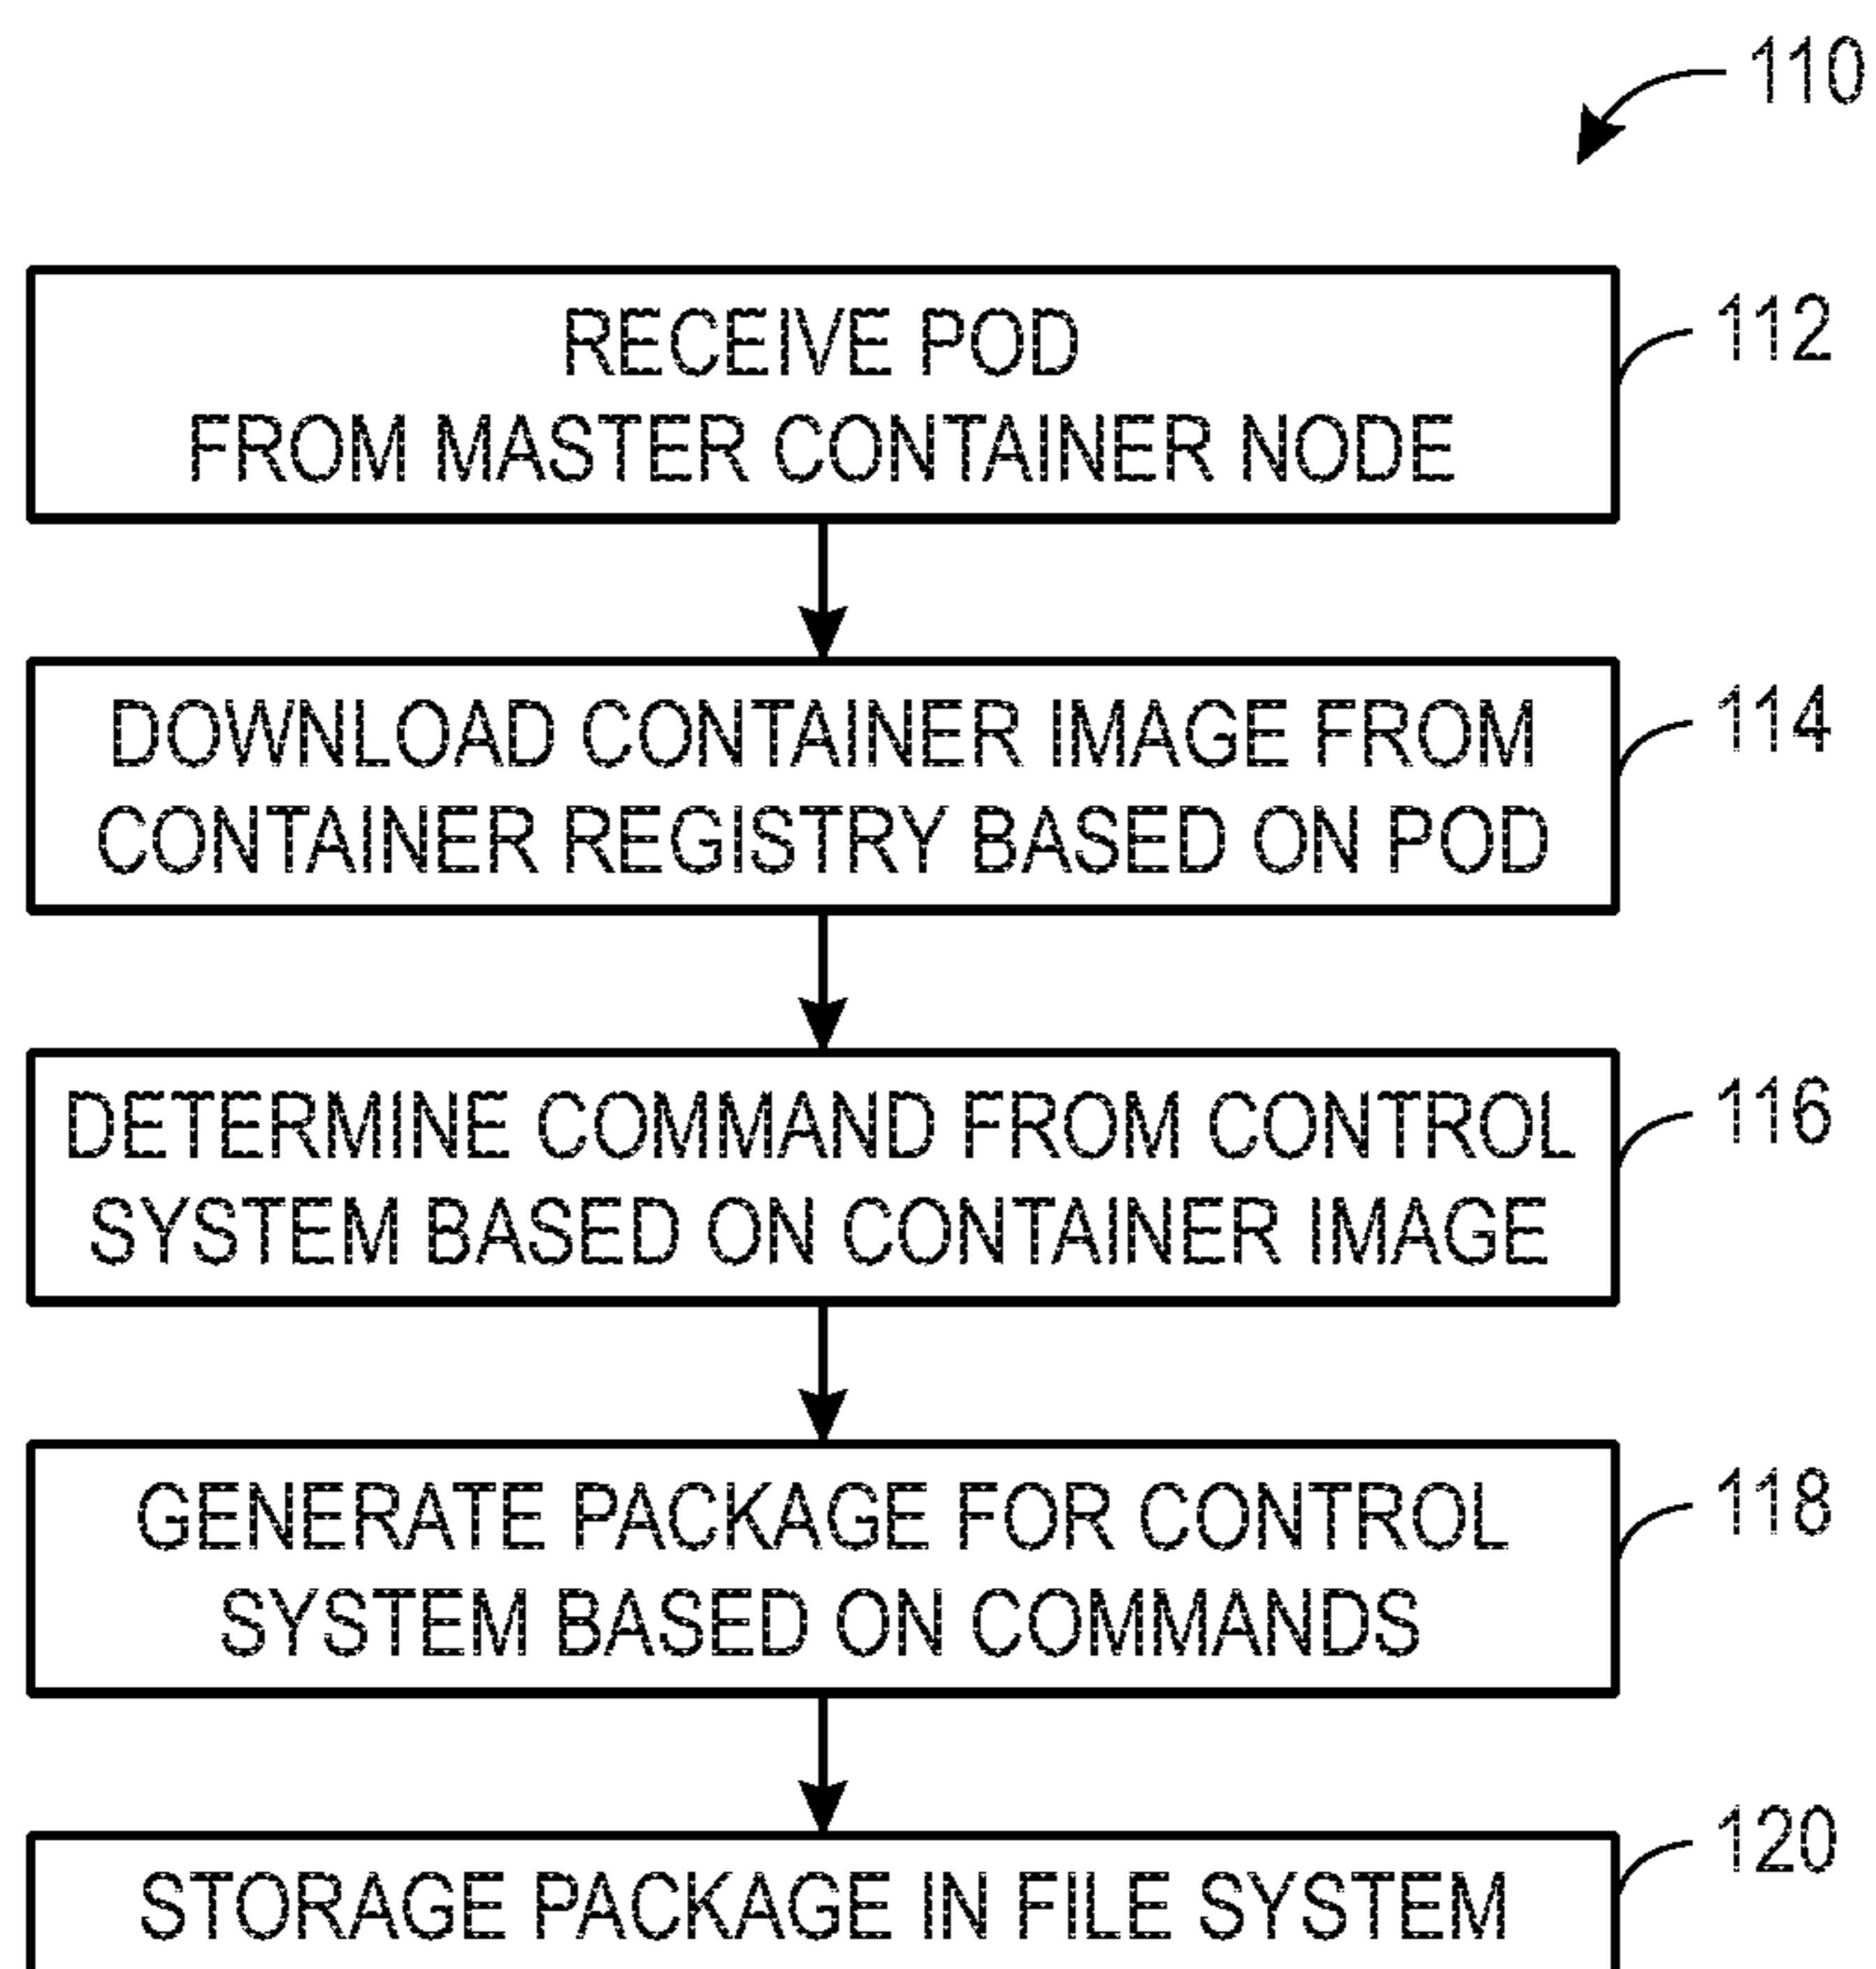 110
RECEIVE POD
FROM MASTER CONTAINER NODE
112
DOWNLOAD CONTAINER IMAGE FROM
CONTAINER REGISTRY BASED ON POD
114
DETERMINE COMMAND FROM CONTROL
SYSTEM BASED ON CONTAINER IMAGE
116
GENERATE PACKAGE FOR CONTROL
SYSTEM BASED ON COMMANDS
118
STORAGE PACKAGE IN FILE SYSTEM
120